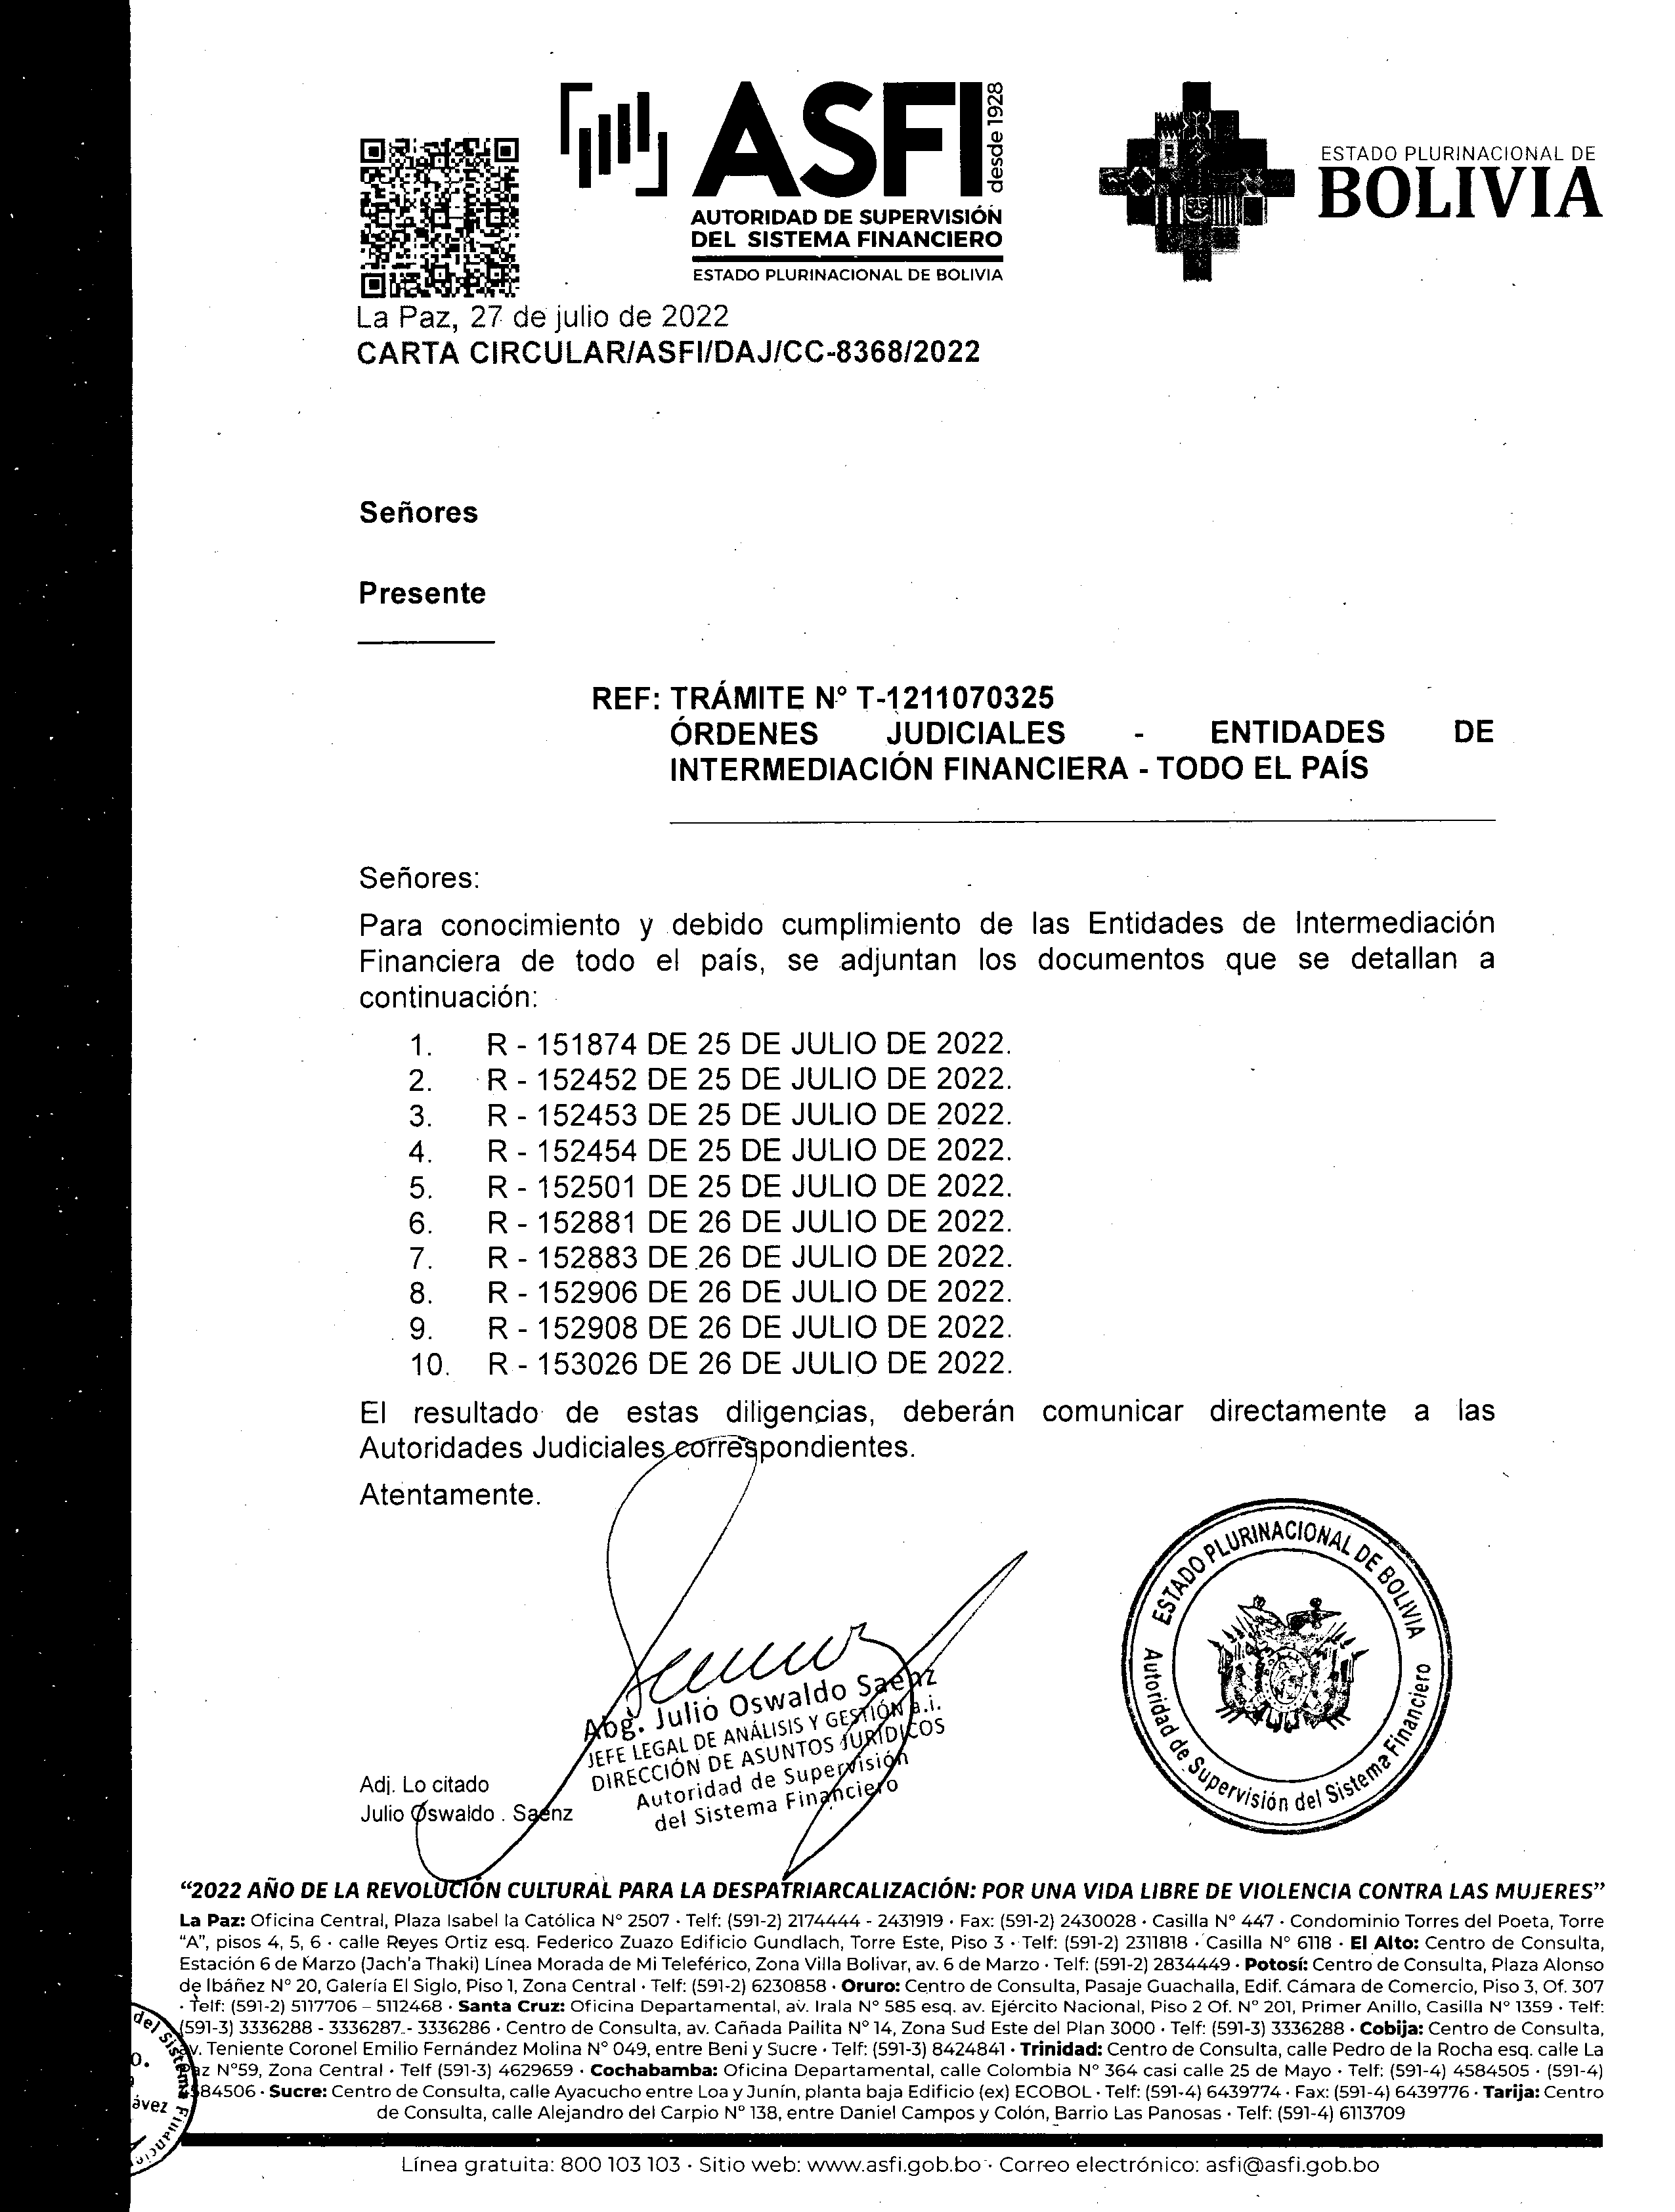 ASFI
desde 1928
AUTORIDAD DE SUPERVISIÓN
DEL SISTEMA FINANCIERO
ESTADO PLURINACIONAL DE BOLIVIA
ESTADO PLURINACIONAL DE
BOLIVIA
La Paz, 27 de julio de 2022
CARTA CIRCULAR/ASFI/DAJ/CC-8368/2022
Señores
Presente
REF: TRÁMITE Nº T-1211070325
ÓRDENES JUDICIALES - ENTIDADES DE
INTERMEDIACIÓN FINANCIERA - TODO EL PAÍS
Señores:
Para conocimiento y debido cumplimiento de las Entidades de Intermediación
Financiera de todo el país, se adjuntan los documentos que se detallan a
continuación:
1. R - 151874 DE 25 DE JULIO DE 2022.
2. R - 152452 DE 25 DE JULIO DE 2022.
3. R - 152453 DE 25 DE JULIO DE 2022.
4. R - 152454 DE 25 DE JULIO DE 2022.
5. R - 152501 DE 25 DE JULIO DE 2022.
6. R - 152881 DE 26 DE JULIO DE 2022.
7. R - 152883 DE 26 DE JULIO DE 2022.
8. R - 152906 DE 26 DE JULIO DE 2022.
9. R - 152908 DE 26 DE JULIO DE 2022.
10. R - 153026 DE 26 DE JULIO DE 2022.
El resultado de estas diligencias, deberán comunicar directamente a las
Autoridades Judiciales correspondientes.
Atentamente.
Abg. Julio Oswaldo Saenz
JEFE LEGAL DE ANÁLISIS Y GESTIÓN a.i.
DIRECCIÓN DE ASUNTOS JURÍDICOS
Autoridad de Supervisión
del Sistema Financiero
ESTADO PLURINACIONAL DE BOLIVIA
Autoridad de Supervisión del Sistema Financiero
Adj. Lo citado
Julio Oswaldo . Saenz
“2022 AÑO DE LA REVOLUCIÓN CULTURAL PARA LA DESPATRIARCALIZACIÓN: POR UNA VIDA LIBRE DE VIOLENCIA CONTRA LAS MUJERES”
La Paz: Oficina Central, Plaza Isabel la Católica Nº 2507 · Telf: (591-2) 2174444 - 2431919 · Fax: (591-2) 2430028 · Casilla Nº 447 · Condominio Torres del Poeta, Torre
“A”, pisos 4, 5, 6 · calle Reyes Ortiz esq. Federico Zuazo Edificio Gundlach, Torre Este, Piso 3 · Telf: (591-2) 2311818 · Casilla Nº 6118 · El Alto: Centro de Consulta,
Estación 6 de Marzo (Jach’a Thaki) Línea Morada de Mi Teleférico, Zona Villa Bolivar, av. 6 de Marzo · Telf: (591-2) 2834449 · Potosí: Centro de Consulta, Plaza Alonso
de Ibáñez Nº 20, Galería El Siglo, Piso 1, Zona Central · Telf: (591-2) 6230858 · Oruro: Centro de Consulta, Pasaje Guachalla, Edif. Cámara de Comercio, Piso 3, Of. 307
· Telf: (591-2) 5117706 – 5112468 · Santa Cruz: Oficina Departamental, av. Irala Nº 585 esq. av. Ejército Nacional, Piso 2 Of. Nº 201, Primer Anillo, Casilla Nº 1359 · Telf:
(591-3) 3336288 - 3336287 - 3336286 · Centro de Consulta, av. Cañada Pailita Nº 14, Zona Sud Este del Plan 3000 · Telf: (591-3) 3336288 · Cobija: Centro de Consulta,
v. Teniente Coronel Emilio Fernández Molina Nº 049, entre Beni y Sucre · Telf: (591-3) 8424841 · Trinidad: Centro de Consulta, calle Pedro de la Rocha esq. calle La
az Nº59, Zona Central · Telf (591-3) 4629659 · Cochabamba: Oficina Departamental, calle Colombia Nº 364 casi calle 25 de Mayo · Telf: (591-4) 4584505 · (591-4)
4584506 · Sucre: Centro de Consulta, calle Ayacucho entre Loa y Junín, planta baja Edificio (ex) ECOBOL · Telf: (591-4) 6439774 · Fax: (591-4) 6439776 · Tarija: Centro
de Consulta, calle Alejandro del Carpio Nº 138, entre Daniel Campos y Colón, Barrio Las Panosas · Telf: (591-4) 6113709
Línea gratuita: 800 103 103 · Sitio web: www.asfi.gob.bo · Correo electrónico: asfi@asfi.gob.bo